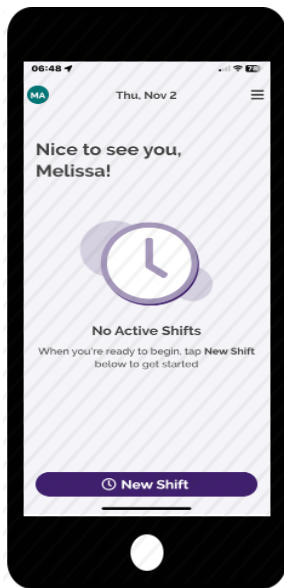 06:48
78
MA
Thu, Nov 2
Nice to see you,
Melissa!
No Active Shifts
When you're ready to begin, tap New Shift
below to get started
New Shift